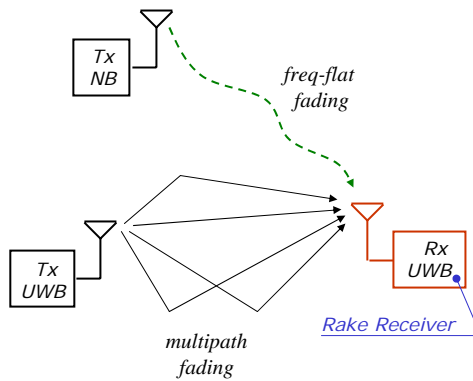 Tx
NB
freq-flat
fading
Tx
UWB
Rx
UWB
Rake Receiver
multipath
fading